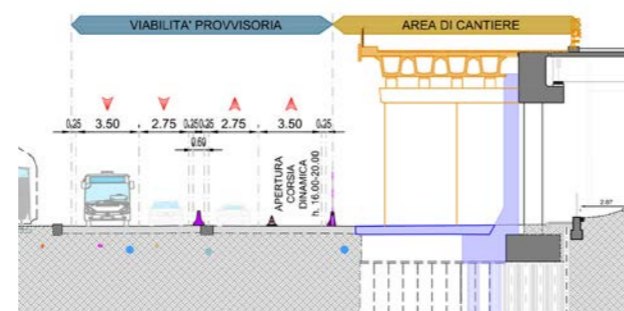 VIABILITA' PROVVISORIA
AREA DI CANTIERE
0.25 3.50 2.75 0.25 0.25 2.75 3.50 0.25
0.60
APERTURA
CORSIA
DINAMICA
h. 16.00-20.00
2.87